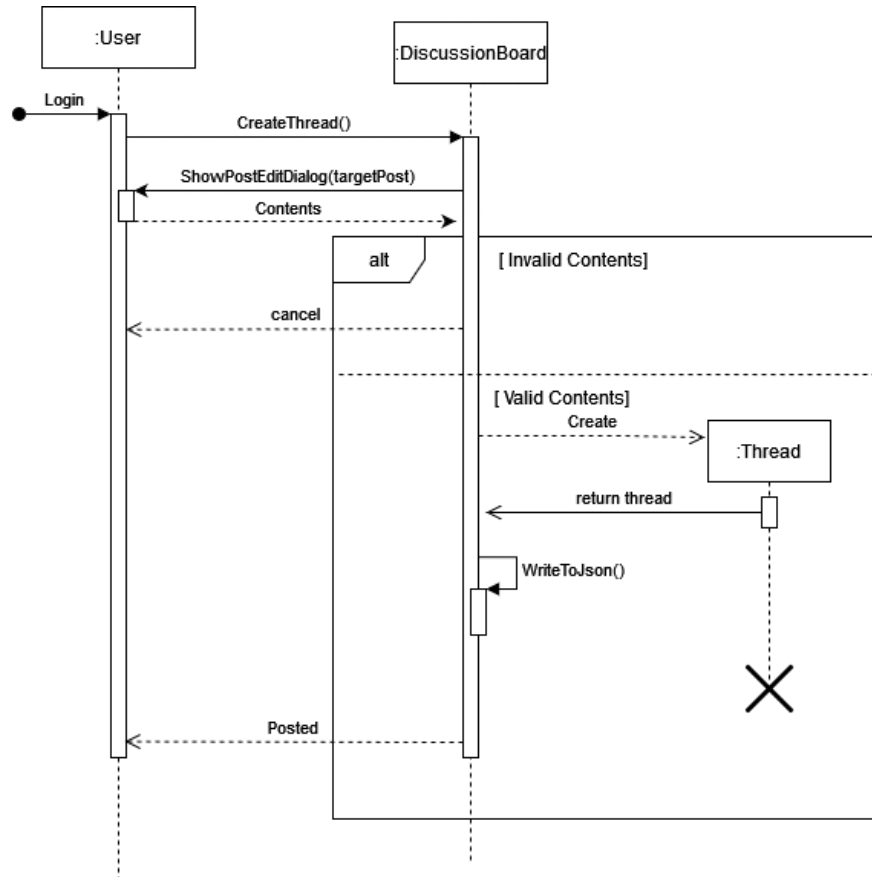 :User
:DiscussionBoard
Login
CreateThread()
ShowPostEditDialog(targetPost)
Contents
alt
[ Invalid Contents]
cancel
[ Valid Contents]
Create
:Thread
return thread
WriteToJson()
Posted